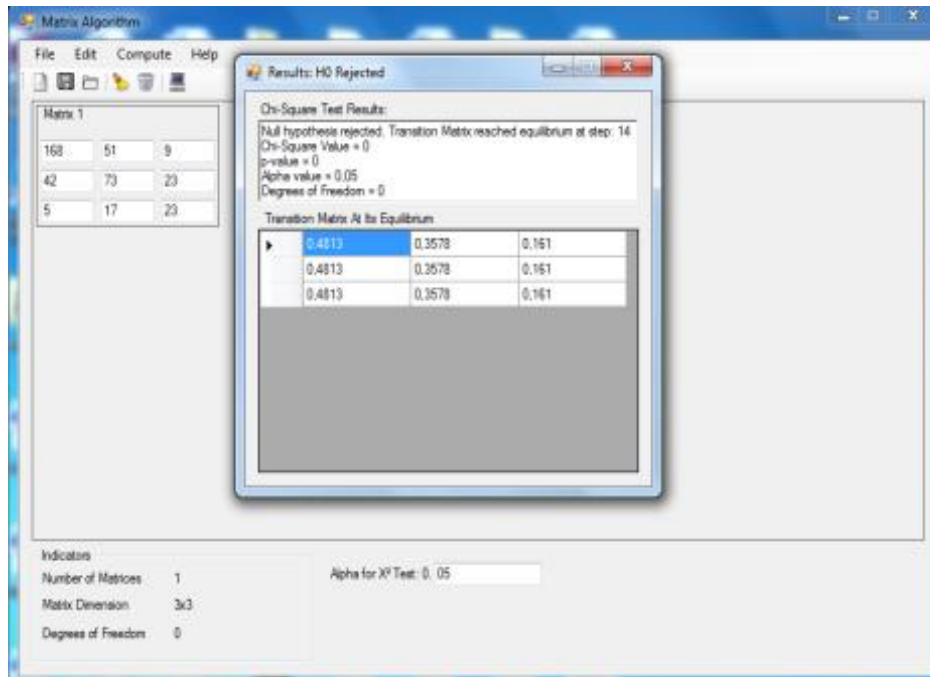 Matrix Algorithm
File Edit Compute Help
Matrix 1
168 51 9
42 73 23
5 17 23
Results: H0 Rejected
Chi-Square Test Results:
Null hypothesis rejected. Transition Matrix reached equilibrium at step: 14
Chi-Square Value = 0
p-value = 0
Alpha value = 0,05
Degrees of Freedom = 0
Transition Matrix At Its Equilibrium
0,4813 0,3578 0,161
0,4813 0,3578 0,161
0,4813 0,3578 0,161
Indicators
Number of Matrices 1
Matrix Dimension 3x3
Degrees of Freedom 0
Alpha for X² Test: 0, 05